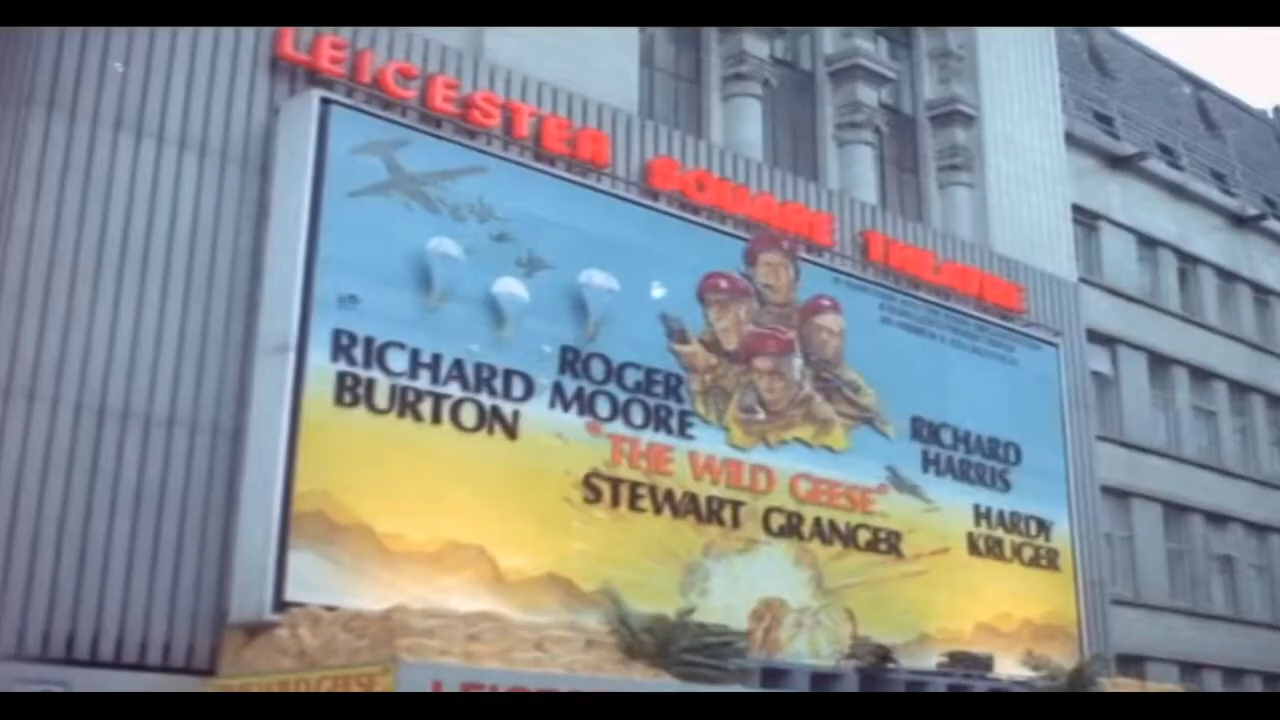 LEICESTER SQUARE THEATRE
RICHARD
BURTON
ROGER
MOORE
"THE WILD GEESE"
STEWART GRANGER
RICHARD
HARRIS
HARDY
KRUGER